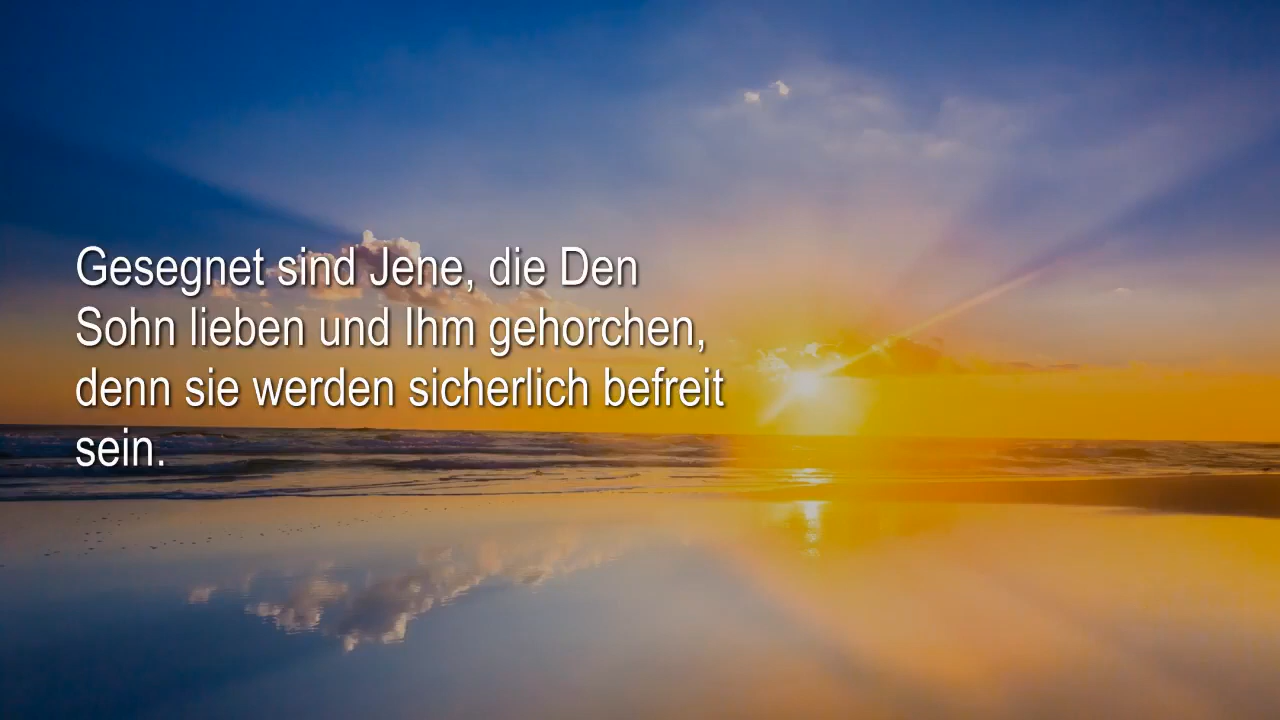 Gesegnet sind Jene, die Den
Sohn lieben und Ihm gehorchen,
denn sie werden sicherlich befreit
sein.